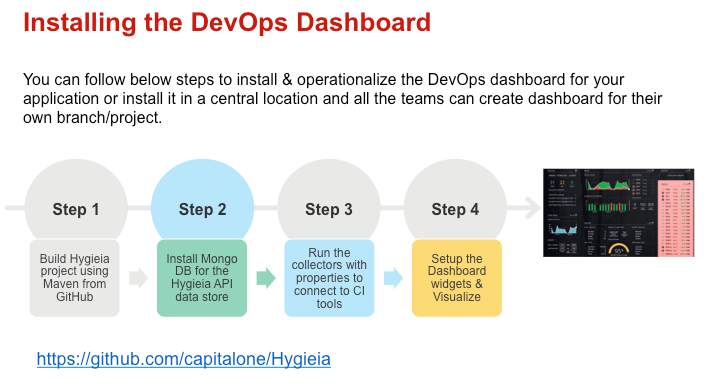 Installing the DevOps Dashboard
You can follow below steps to install & operationalize the DevOps dashboard for your
application or install it in a central location and all the teams can create dashboard for their
own branch/project.
Step 1
Build Hygieia
project using
Maven from
GitHub
Step 2
Install Mongo
DB for the
Hygieia API
data store
Step 3
Run the
collectors with
properties to
connect to CI
tools
Step 4
Setup the
Dashboard
widgets &
Visualize
https://github.com/capitalone/Hygieia